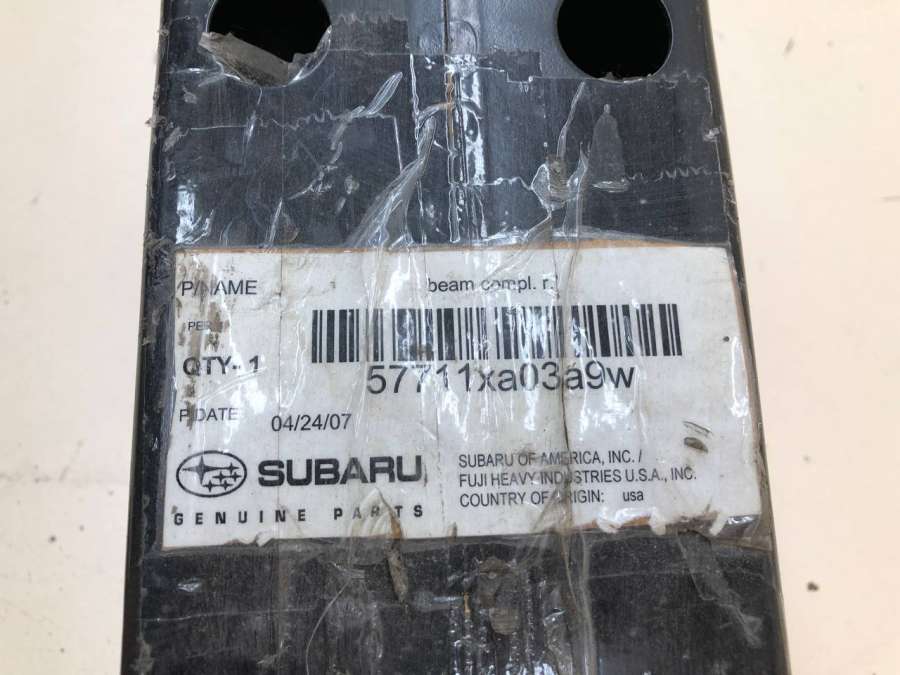 P/NAME beam compl. r.
PER
QTY- 1
57711xa03a9w
P/DATE 04/24/07
SUBARU
GENUINE PARTS
SUBARU OF AMERICA, INC. /
FUJI HEAVY INDUSTRIES U.S.A., INC.
COUNTRY OF ORIGIN: usa